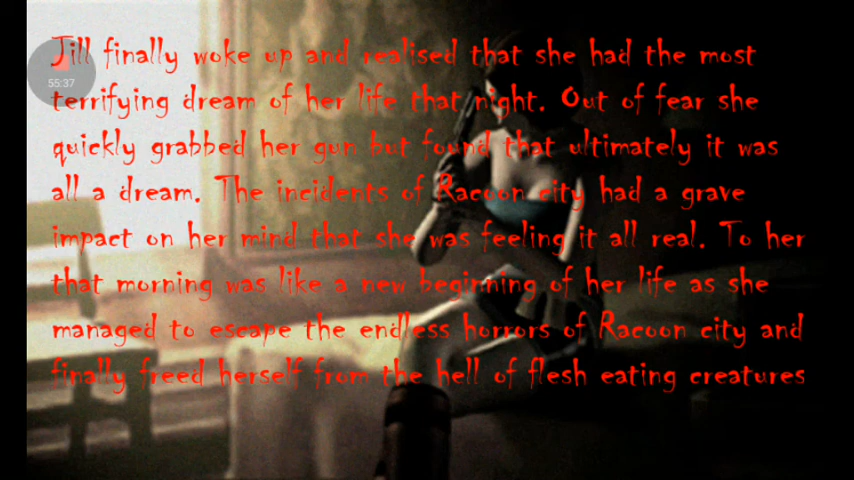 Jill finally woke up and realised that she had the most
55:37
terrifying dream of her life that night. Out of fear she
quickly grabbed her gun but found that ultimately it was
all a dream. The incidents of Racoon city had a grave
impact on her mind that she was feeling it all real. To her
that morning was like a new beginning of her life as she
managed to escape the endless horrors of Racoon city and
finally freed herself from the hell of flesh eating creatures